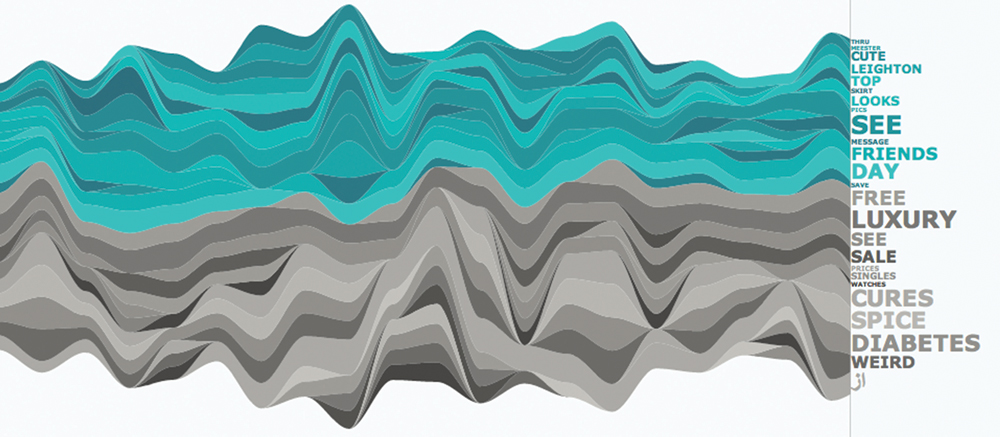 THRU
MEESTER
CUTE
LEIGHTON
TOP
SKIRT
LOOKS
PICS
SEE
MESSAGE
FRIENDS
DAY
SAVE
FREE
LUXURY
SEE
SALE
PRICES
SINGLES
WATCHES
CURES
SPICE
DIABETES
WEIRD